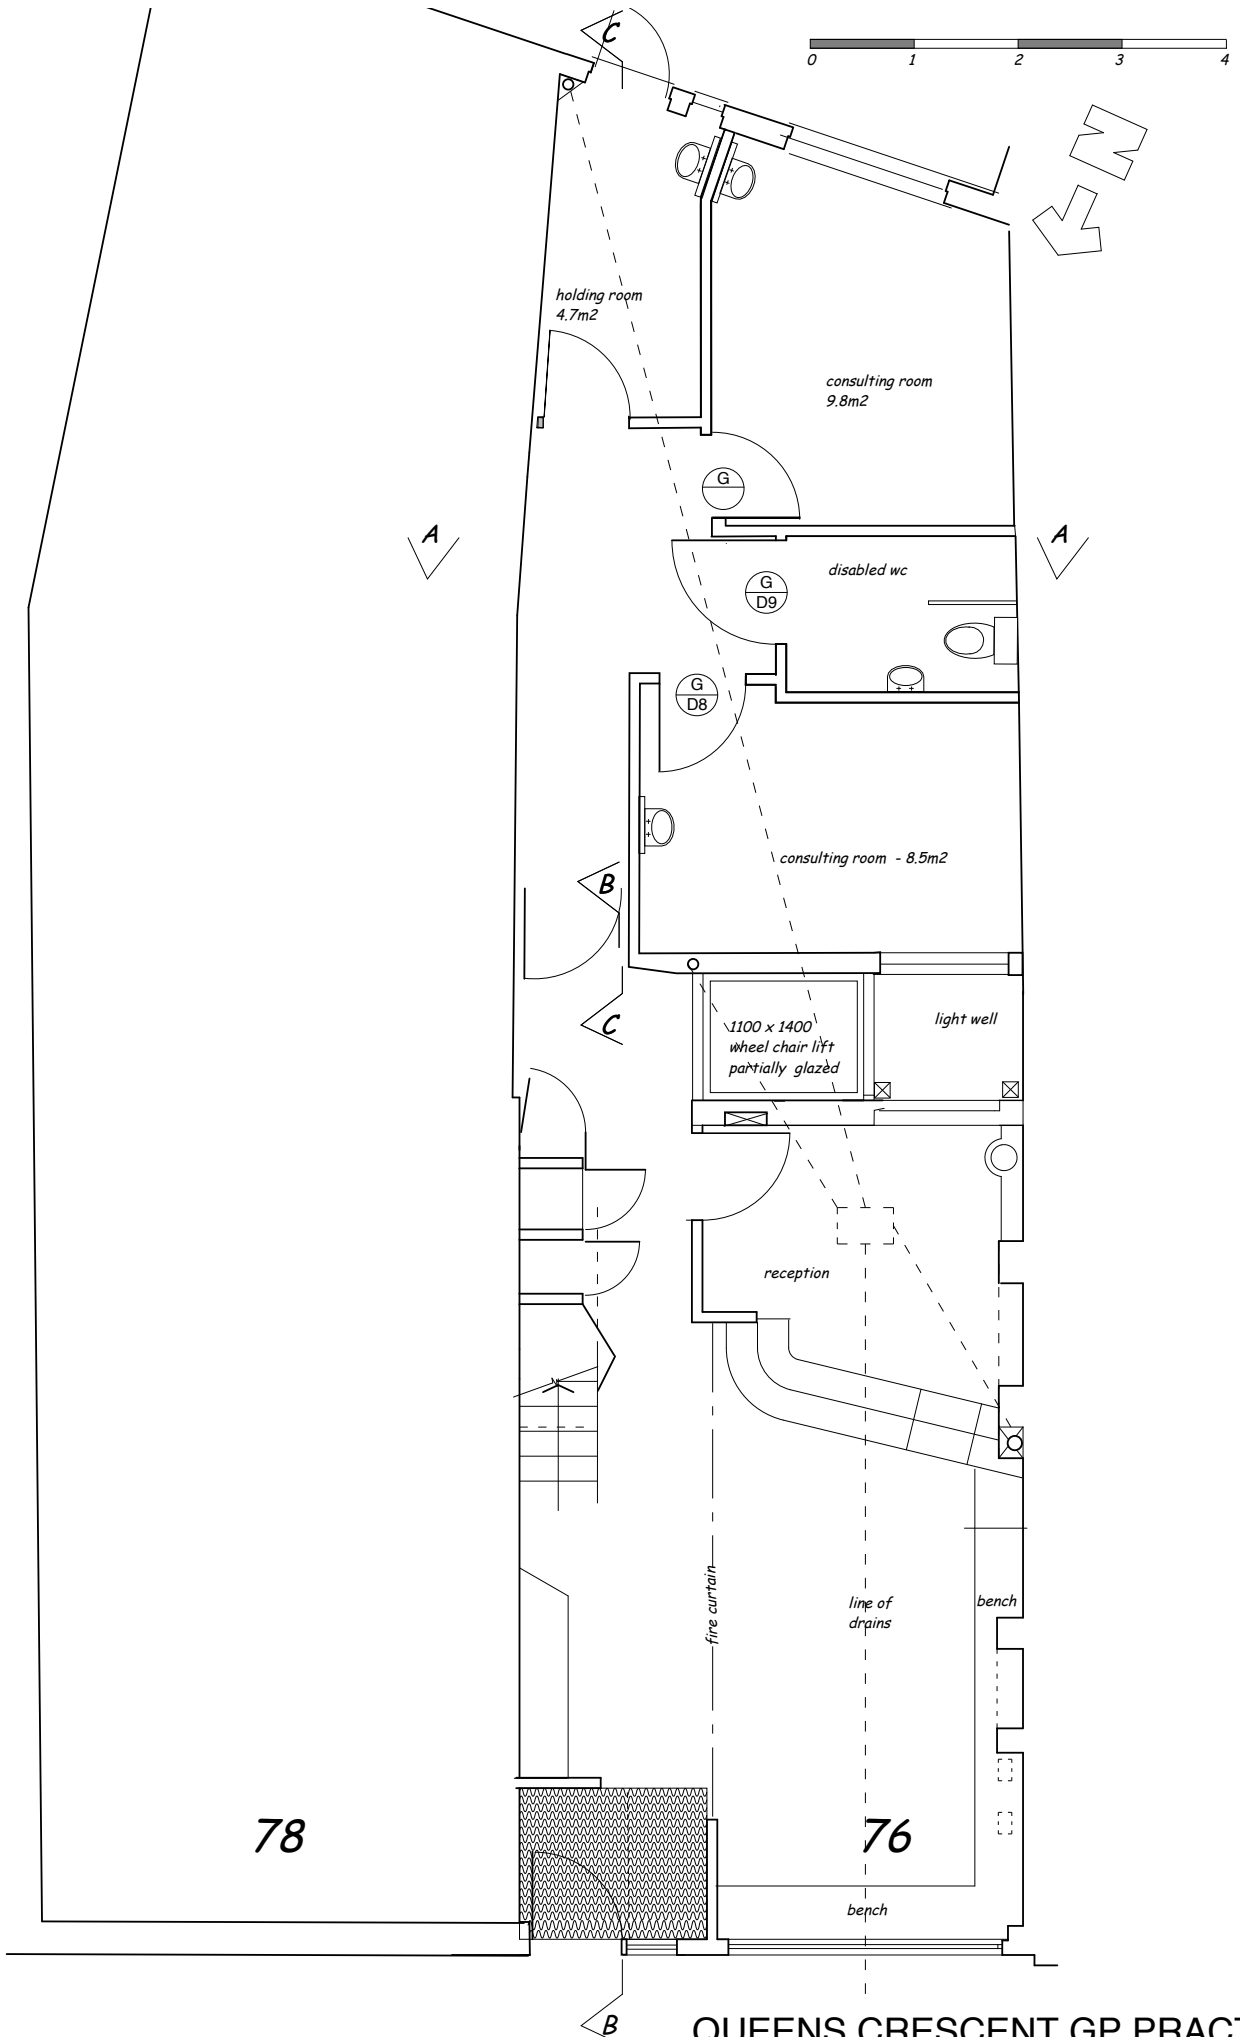 C
0 1 2 3 4
N
holding room
4.7m2
consulting room
9.8m2
G
A
A
disabled wc
G
D9
G
D8
consulting room - 8.5m2
B
C
light well
1100 x 1400
wheel chair lift
partially glazed
reception
fire curtain
line of
drains
bench
78
76
bench
B
QUEENS CRESCENT GP PRACT